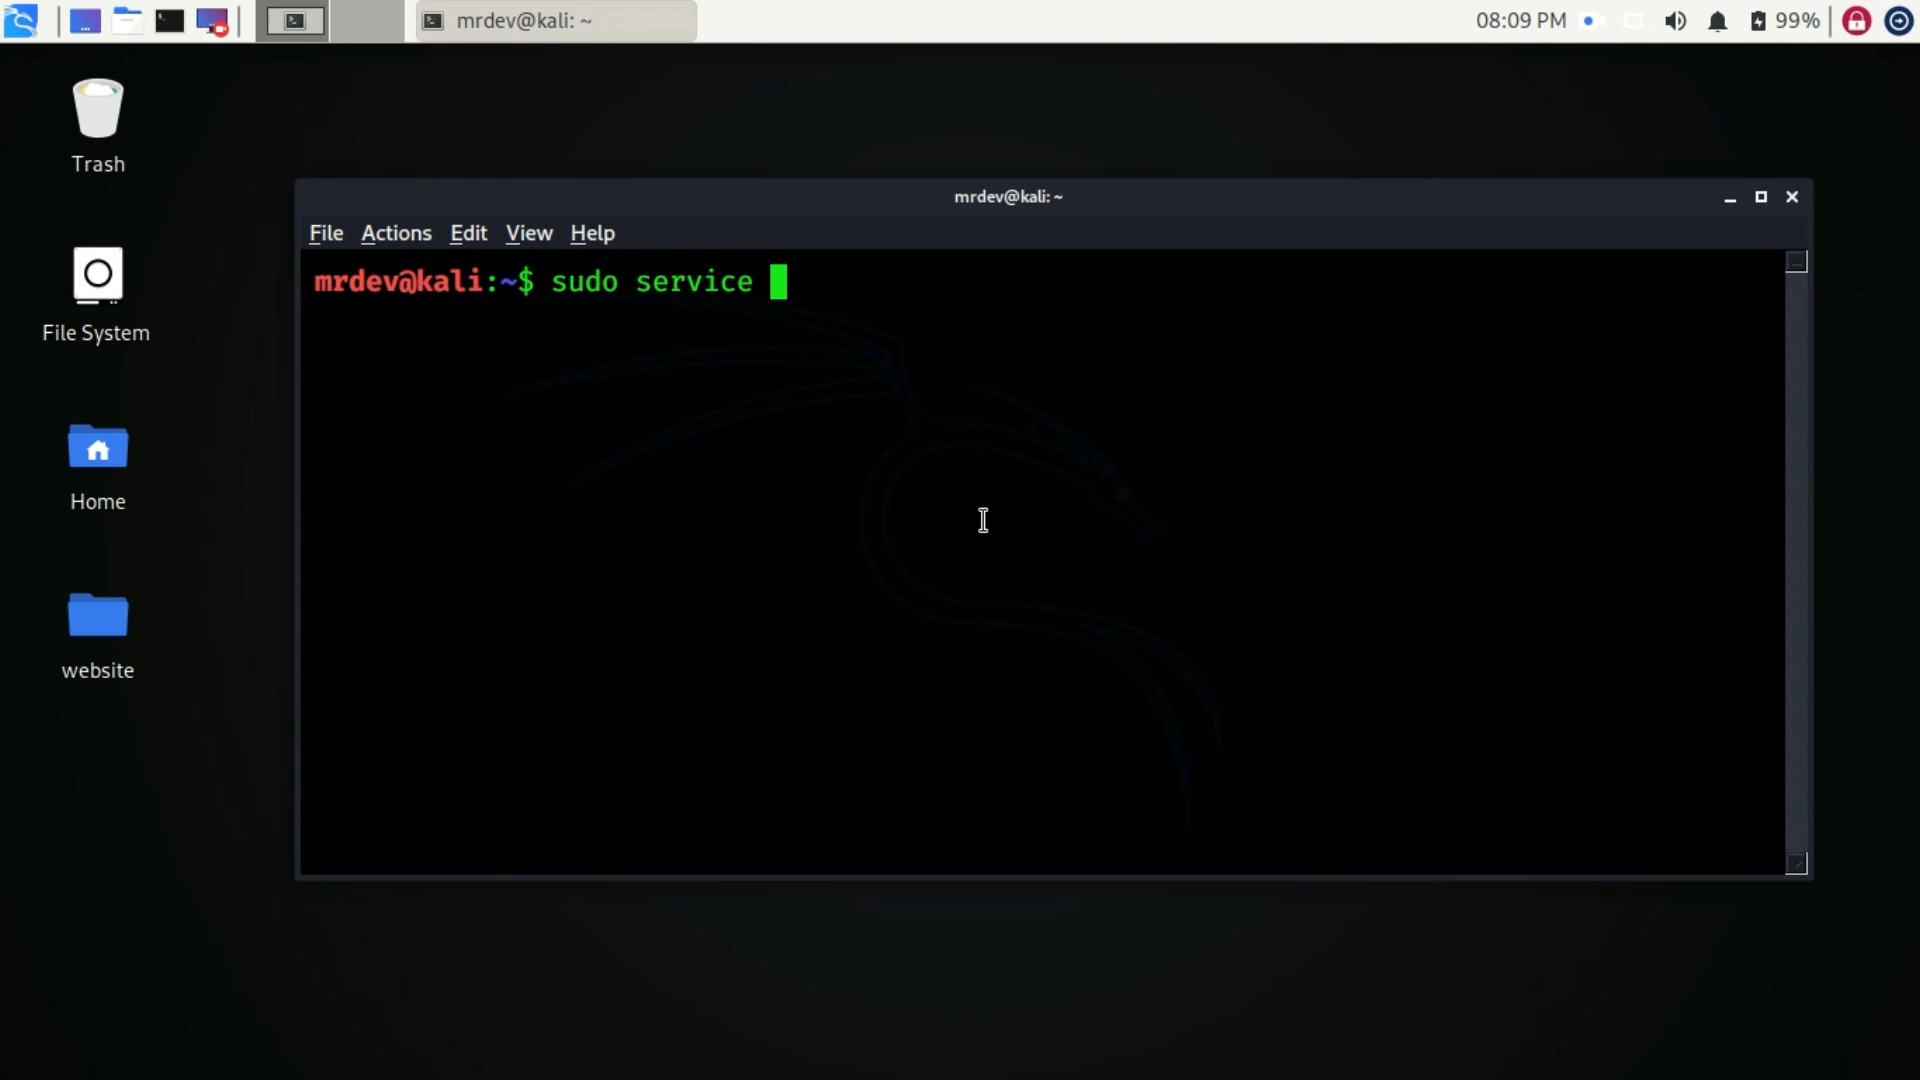 mrdev@kali: ~
08:09 PM
99%
Trash
File System
Home
website
mrdev@kali: ~
File Actions Edit View Help
mrdev@kali:~$ sudo service